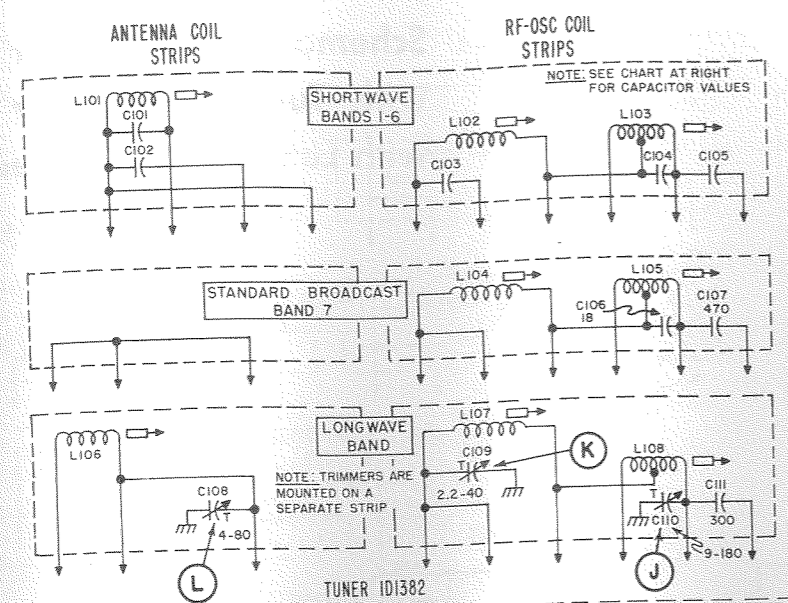 ANTENNA COIL
STRIPS
RF-OSC COIL
STRIPS
NOTE: SEE CHART AT RIGHT
FOR CAPACITOR VALUES
SHORTWAVE
BANDS 1-6
L101
C101
C102
L102
C103
L103
C104
C105
STANDARD BROADCAST
BAND 7
L104
L105
C106
18
C107
470
LONGWAVE
BAND
L106
C108
T
4-80
L
NOTE: TRIMMERS ARE
MOUNTED ON A
SEPARATE STRIP
L107
C109
T
2.2-40
K
L108
T
C110
9-180
C111
300
J
TUNER ID1382